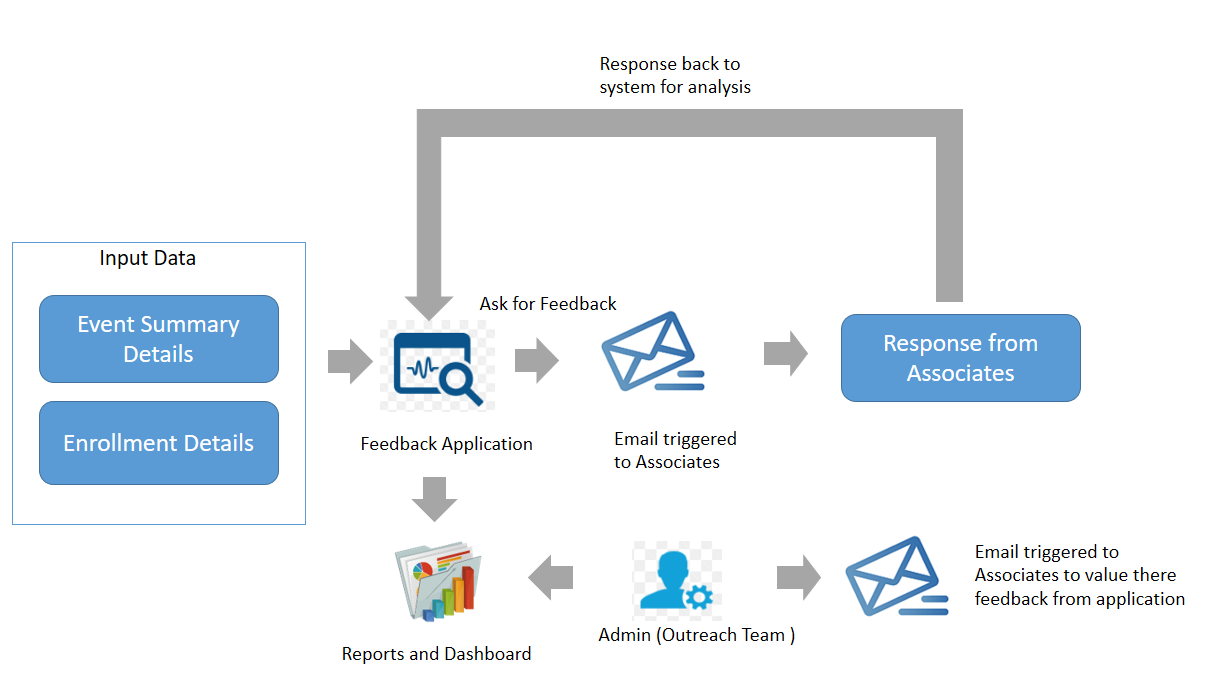 Response back to
system for analysis
Input Data
Event Summary
Details
Enrollment Details
Ask for Feedback
Feedback Application
Email triggered
to Associates
Response from
Associates
Reports and Dashboard
Admin (Outreach Team )
Email triggered to
Associates to value there
feedback from application